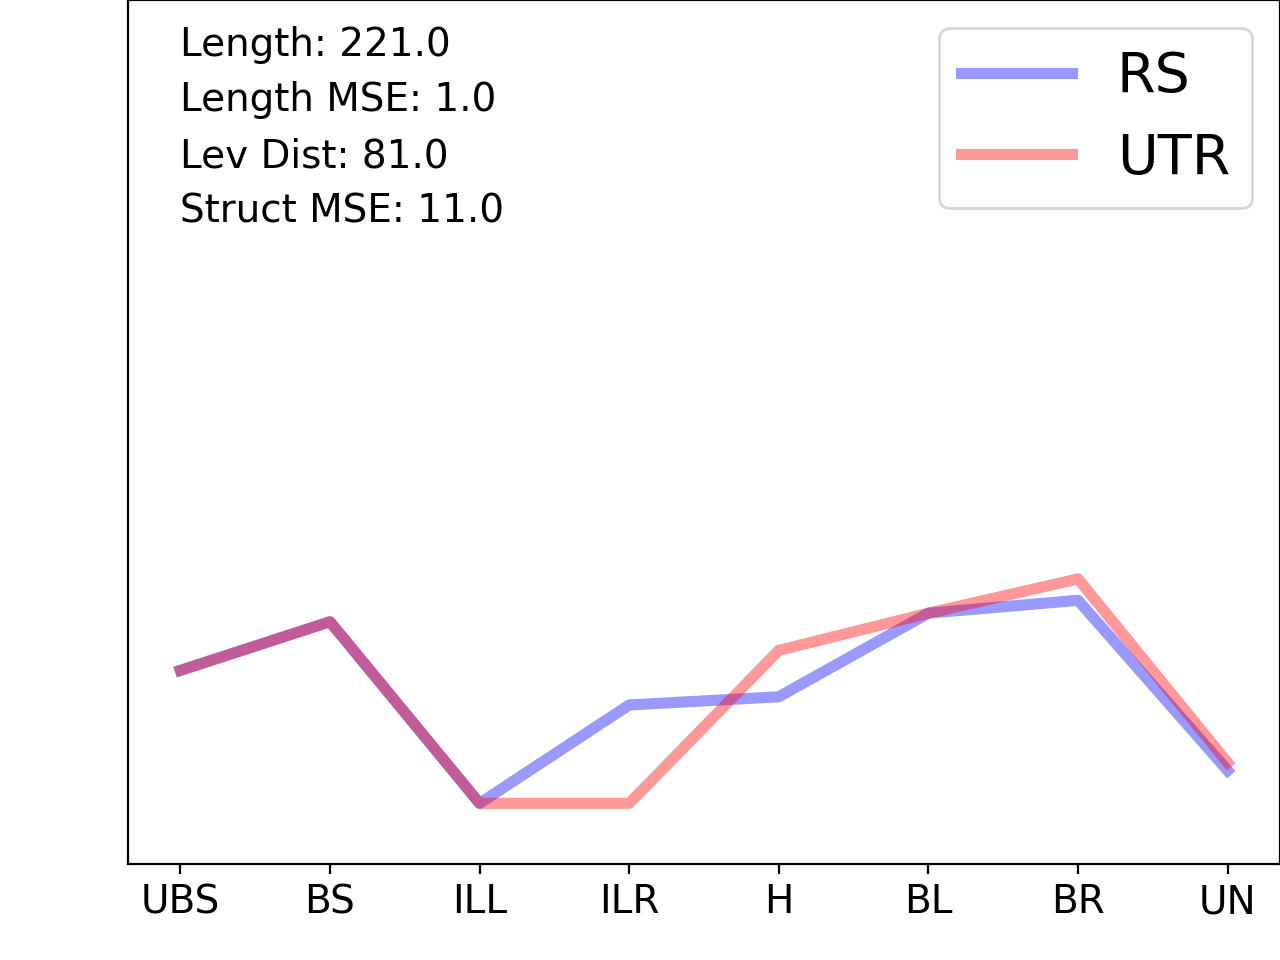 Length: 221.0
Length MSE: 1.0
Lev Dist: 81.0
Struct MSE: 11.0
RS
UTR
UBS BS ILL ILR H BL BR UN